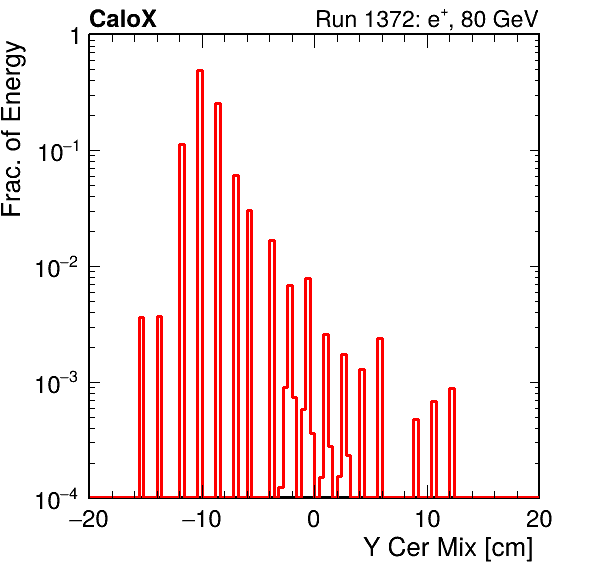 CaloX Run 1372: e⁺, 80 GeV
Frac. of Energy
1
10⁻¹
10⁻²
10⁻³
10⁻⁴
−20 −10 0 10 20
Y Cer Mix [cm]